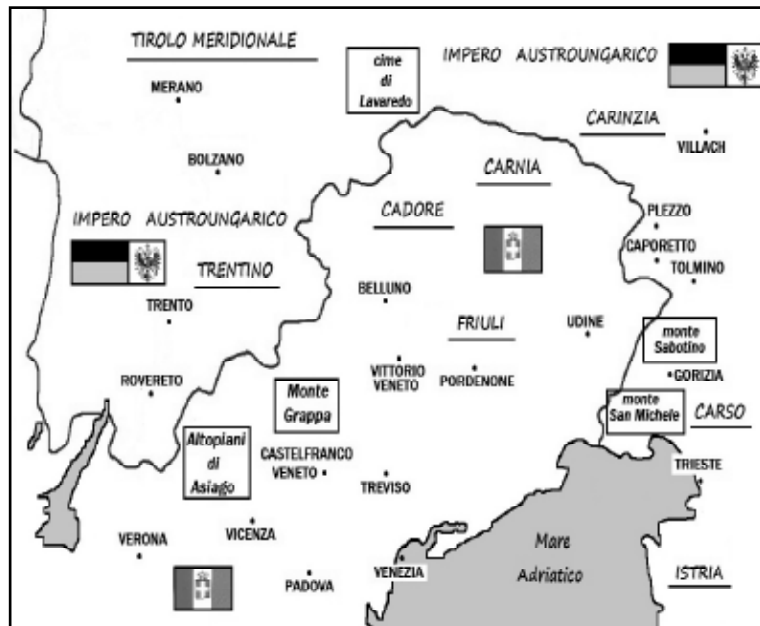 TIROLO MERIDIONALE
cime
di
Lavaredo
IMPERO AUSTROUNGARICO
MERANO
CARINZIA
VILLACH
BOLZANO
CARNIA
IMPERO AUSTROUNGARICO
CADORE
PLEZZO
CAPORETTO
TOLMINO
TRENTINO
BELLUNO
TRENTO
FRIULI
UDINE
monte
Sabotino
VITTORIO
VENETO
PORDENONE
GORIZIA
ROVERETO
Monte
Grappa
monte
San Michele
CARSO
Altopiani
di
Asiago
CASTELFRANCO
VENETO
TREVISO
TRIESTE
VICENZA
VERONA
Mare
Adriatico
PADOVA
VENEZIA
ISTRIA